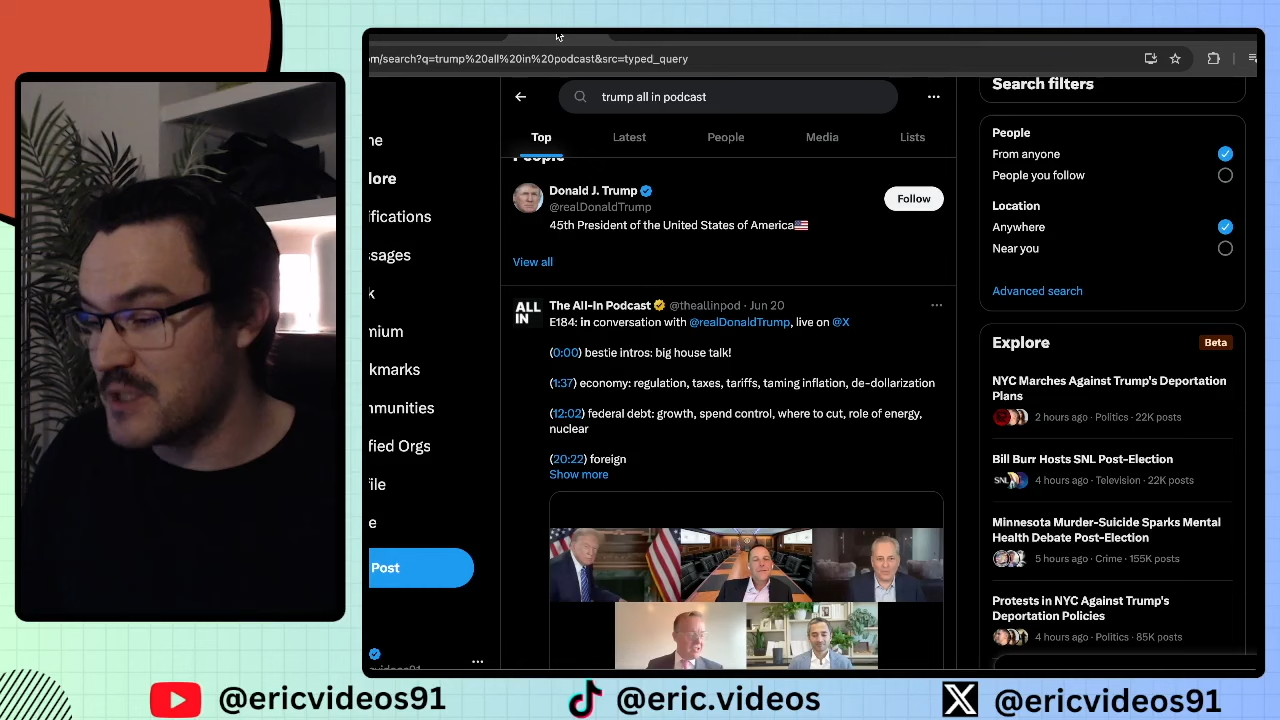 om/search?q=trump%20all%20in%20podcast&src=typed_query
trump all in podcast
Top
Latest
People
Media
Lists
People
Donald J. Trump
@realDonaldTrump
45th President of the United States of America🇺🇸
Follow
View all
ALL
IN
The All-In Podcast @theallinpod · Jun 20
E184: in conversation with @realDonaldTrump, live on @X
(0:00) bestie intros: big house talk!
(1:37) economy: regulation, taxes, tariffs, taming inflation, de-dollarization
(12:02) federal debt: growth, spend control, where to cut, role of energy,
nuclear
(20:22) foreign
Show more
me
lore
ifications
ssages
k
mium
kmarks
nmunities
fied Orgs
file
e
Post
Search filters
People
From anyone
People you follow
Location
Anywhere
Near you
Advanced search
Explore
Beta
NYC Marches Against Trump's Deportation
Plans
2 hours ago · Politics · 22K posts
Bill Burr Hosts SNL Post-Election
4 hours ago · Television · 22K posts
Minnesota Murder-Suicide Sparks Mental
Health Debate Post-Election
5 hours ago · Crime · 155K posts
Protests in NYC Against Trump's
Deportation Policies
4 hours ago · Politics · 85K posts
@ericvideos91
@eric.videos
@ericvideos91